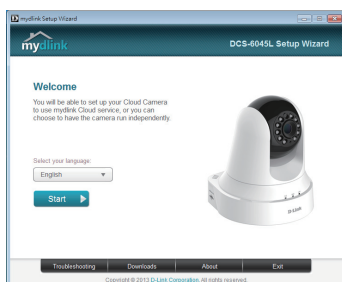 mydlink Setup Wizard
mydlink
DCS-6045L Setup Wizard
Welcome
You will be able to set up your Cloud Camera
to use mydlink Cloud service, or you can
choose to have the camera run independently.
Select your language:
English
Start
D-Link
Troubleshooting
Downloads
About
Exit
Copyright © 2013 D-Link Corporation. All rights reserved.